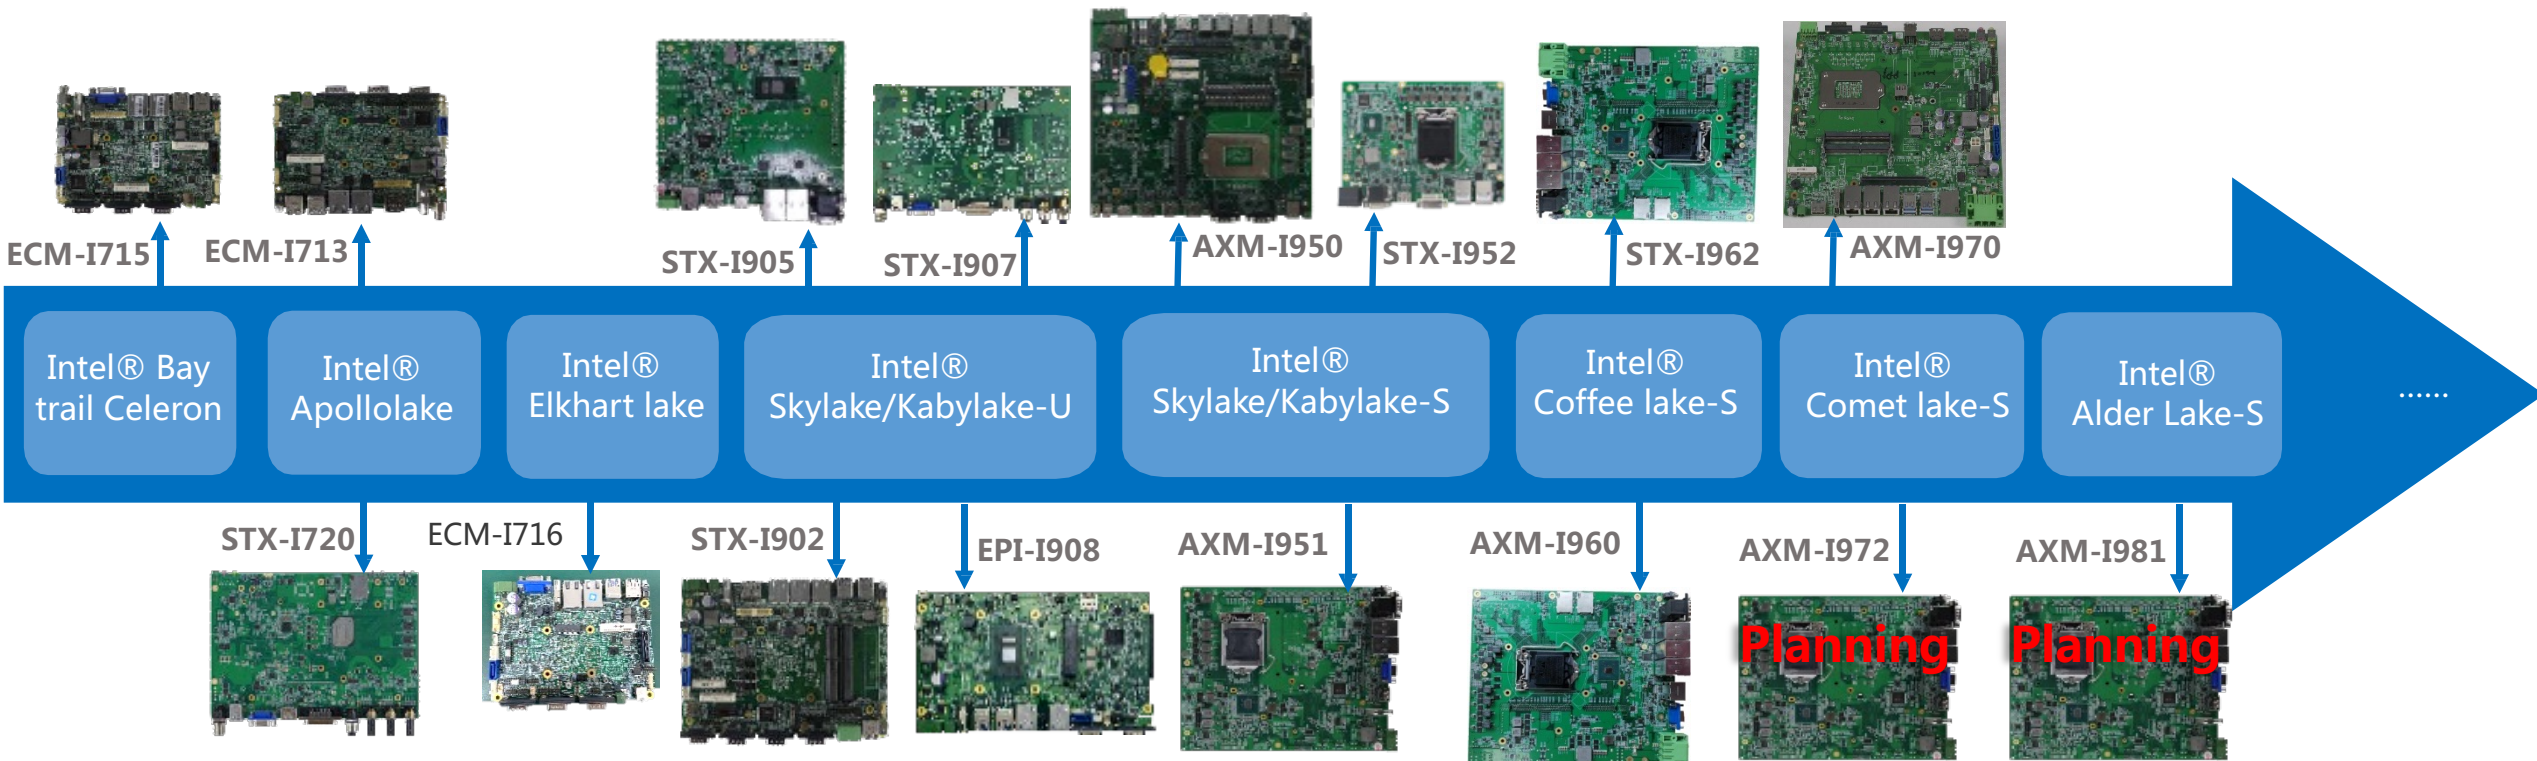 ECM-I715
ECM-I713
STX-I905
STX-I907
AXM-I950
STX-I952
STX-I962
AXM-I970
Intel® Bay
trail Celeron
Intel®
Apollolake
Intel®
Elkhart lake
Intel®
Skylake/Kabylake-U
Intel®
Skylake/Kabylake-S
Intel®
Coffee lake-S
Intel®
Comet lake-S
Intel®
Alder Lake-S
......
STX-I720
ECM-I716
STX-I902
EPI-I908
AXM-I951
AXM-I960
AXM-I972
AXM-I981
Planning
Planning